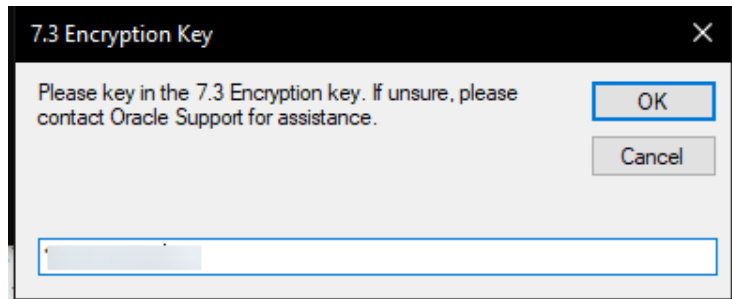 7.3 Encryption Key
Please key in the 7.3 Encryption key. If unsure, please
contact Oracle Support for assistance.
OK
Cancel